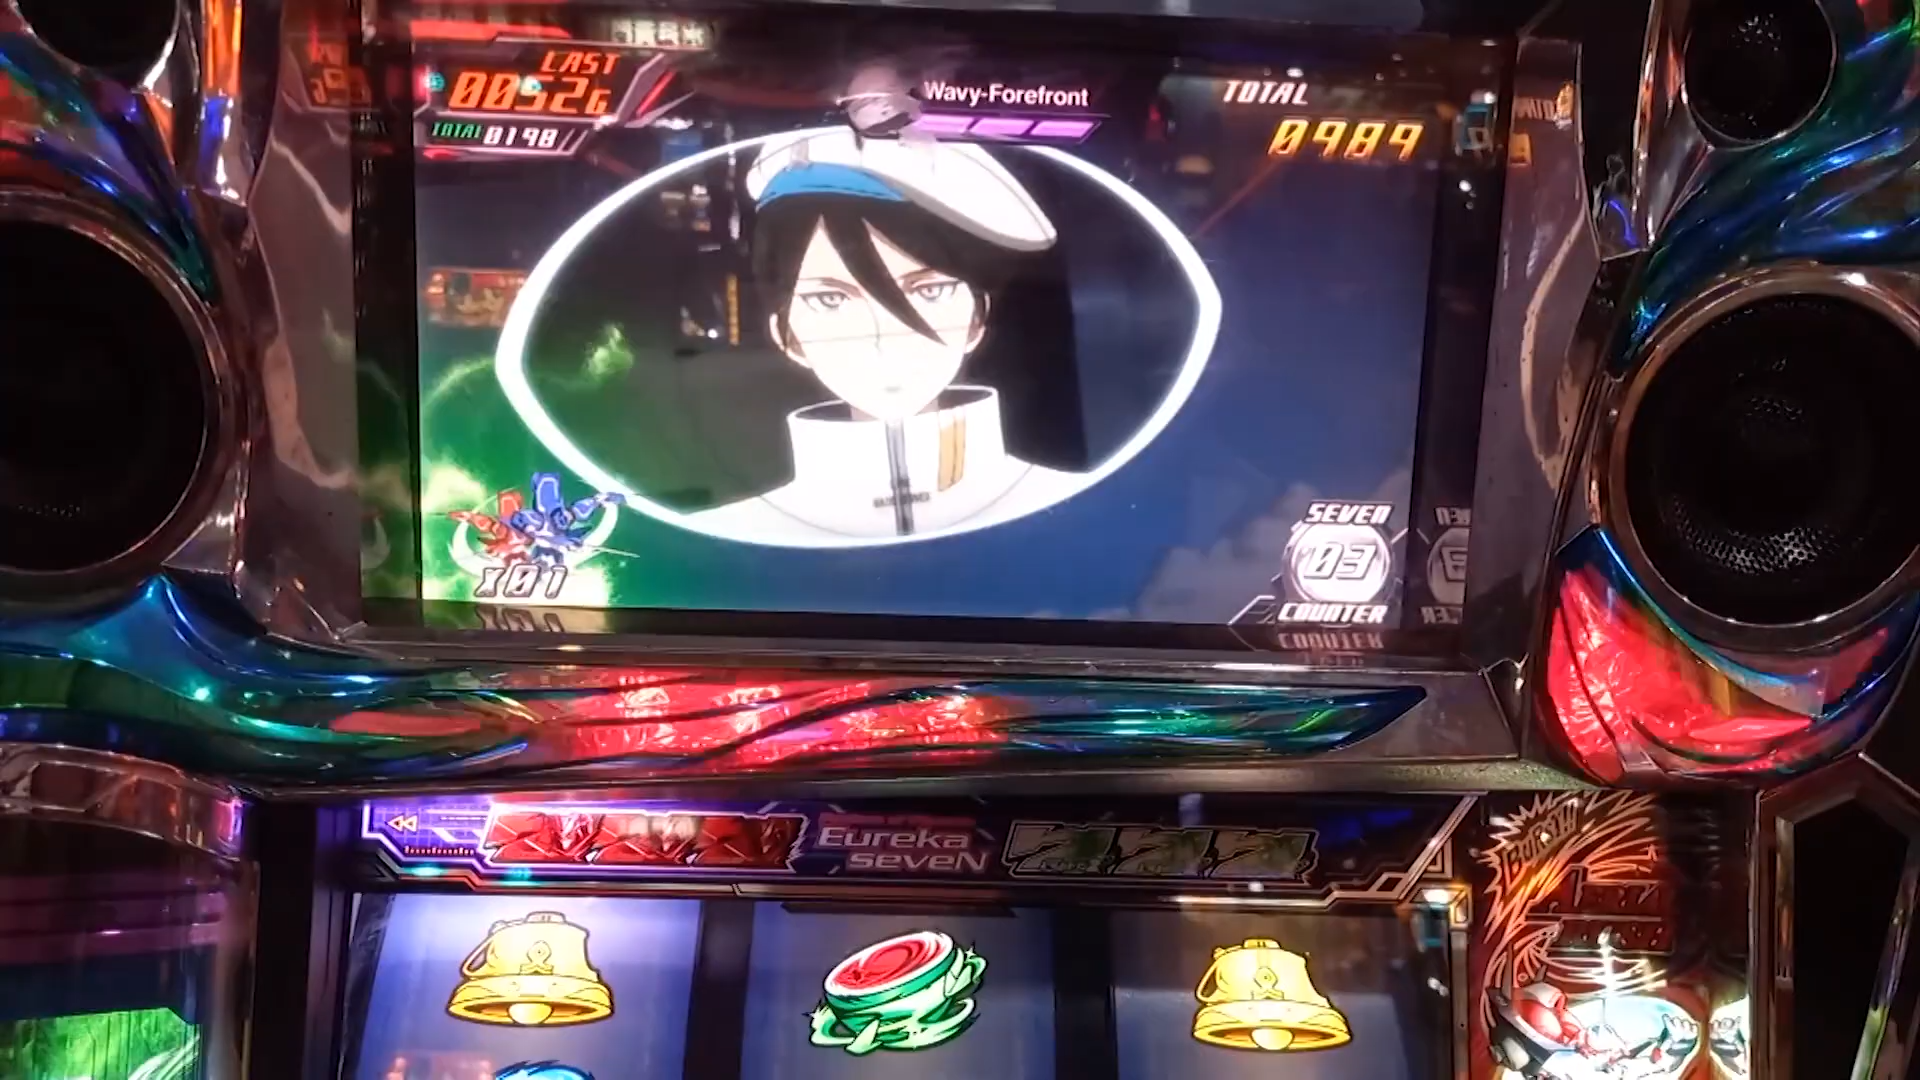 LAST
0052G
TOTAL 0198
Wavy-Forefront
TOTAL
0989
X01
SEVEN
03
COUNTER
Eureka
seveN